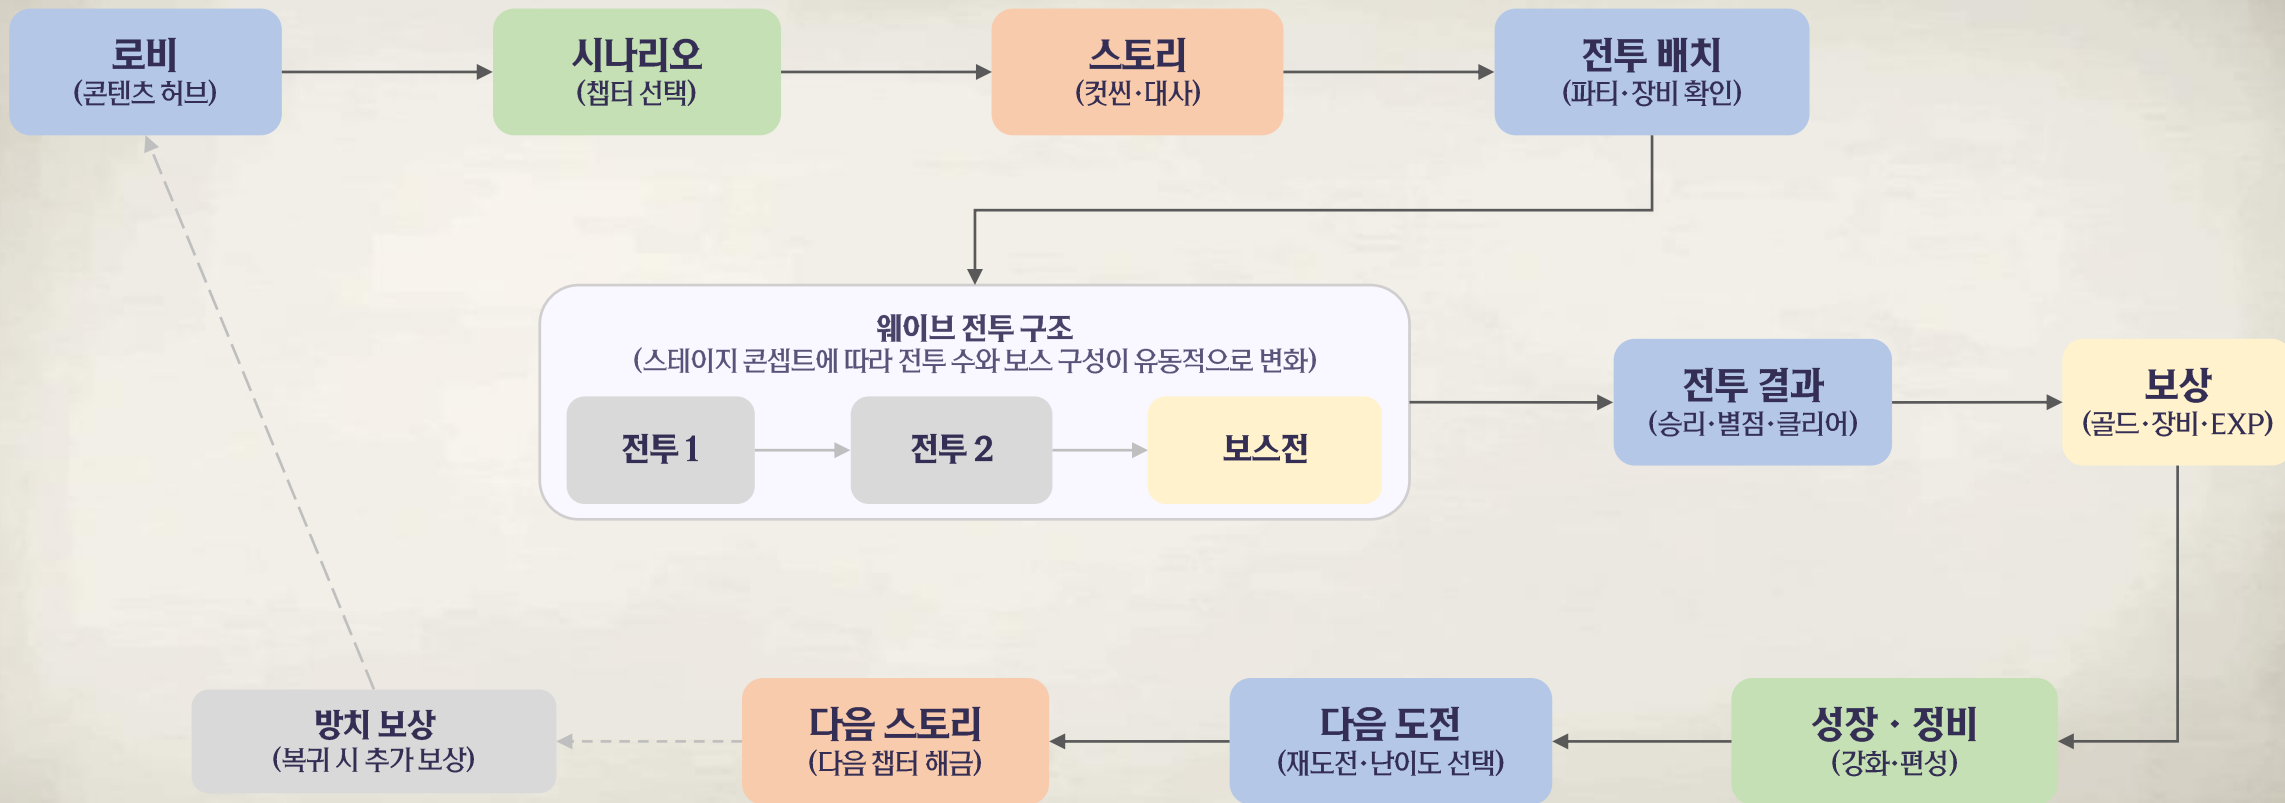 로비
(콘텐츠 허브)
시나리오
(챕터 선택)
스토리
(컷씬·대사)
전투 배치
(파티·장비 확인)
웨이브 전투 구조
(스테이지 콘셉트에 따라 전투 수와 보스 구성이 유동적으로 변화)
전투 1
전투 2
보스전
전투 결과
(승리·별점·클리어)
보상
(골드·장비·EXP)
성장 · 정비
(강화·편성)
다음 도전
(재도전·난이도 선택)
다음 스토리
(다음 챕터 해금)
방치 보상
(복귀 시 추가 보상)